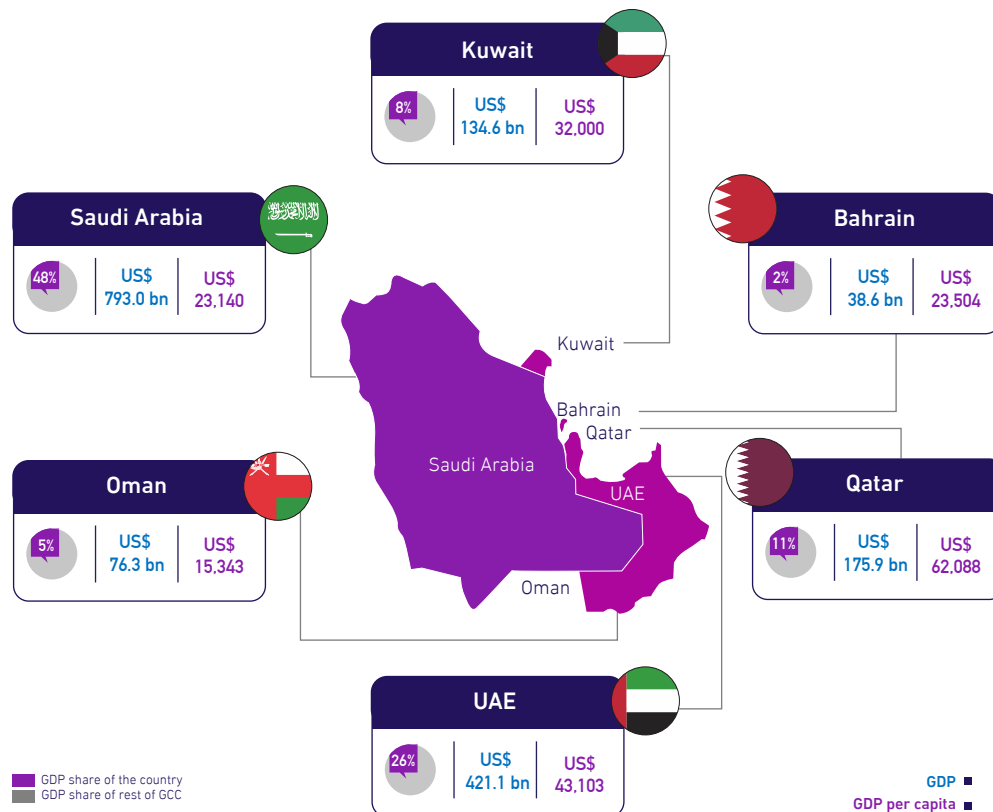 Kuwait
8%
US$
134.6 bn
US$
32,000
Saudi Arabia
48%
US$
793.0 bn
US$
23,140
Bahrain
2%
US$
38.6 bn
US$
23,504
Kuwait
Bahrain
Qatar
Saudi Arabia
UAE
Oman
Oman
5%
US$
76.3 bn
US$
15,343
Qatar
11%
US$
175.9 bn
US$
62,088
UAE
26%
US$
421.1 bn
US$
43,103
GDP share of the country
GDP share of rest of GCC
GDP
GDP per capita